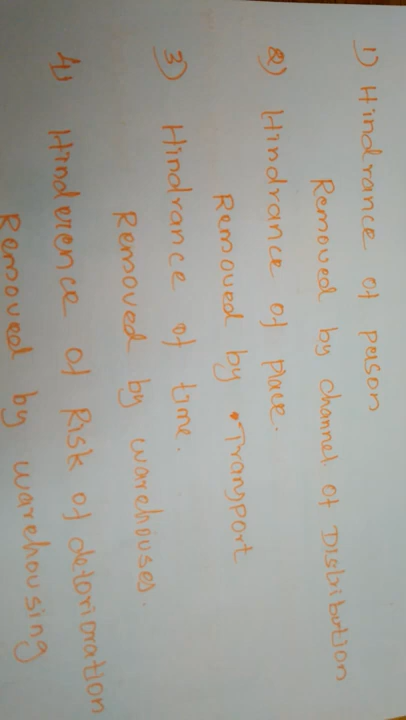 1) Hindrance of person
Removed by channel of Distribution
2) Hindrance of place.
Removed by Transport
3) Hindrance of time.
Removed by warehouses.
4) Hinderence of Risk of detorioration
Removed by warehousing